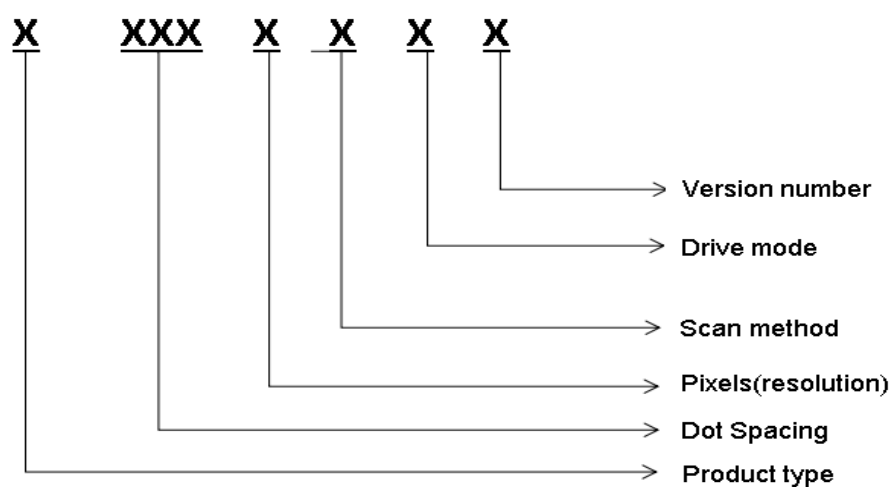 X XXX X X X X
Version number
Drive mode
Scan method
Pixels(resolution)
Dot Spacing
Product type